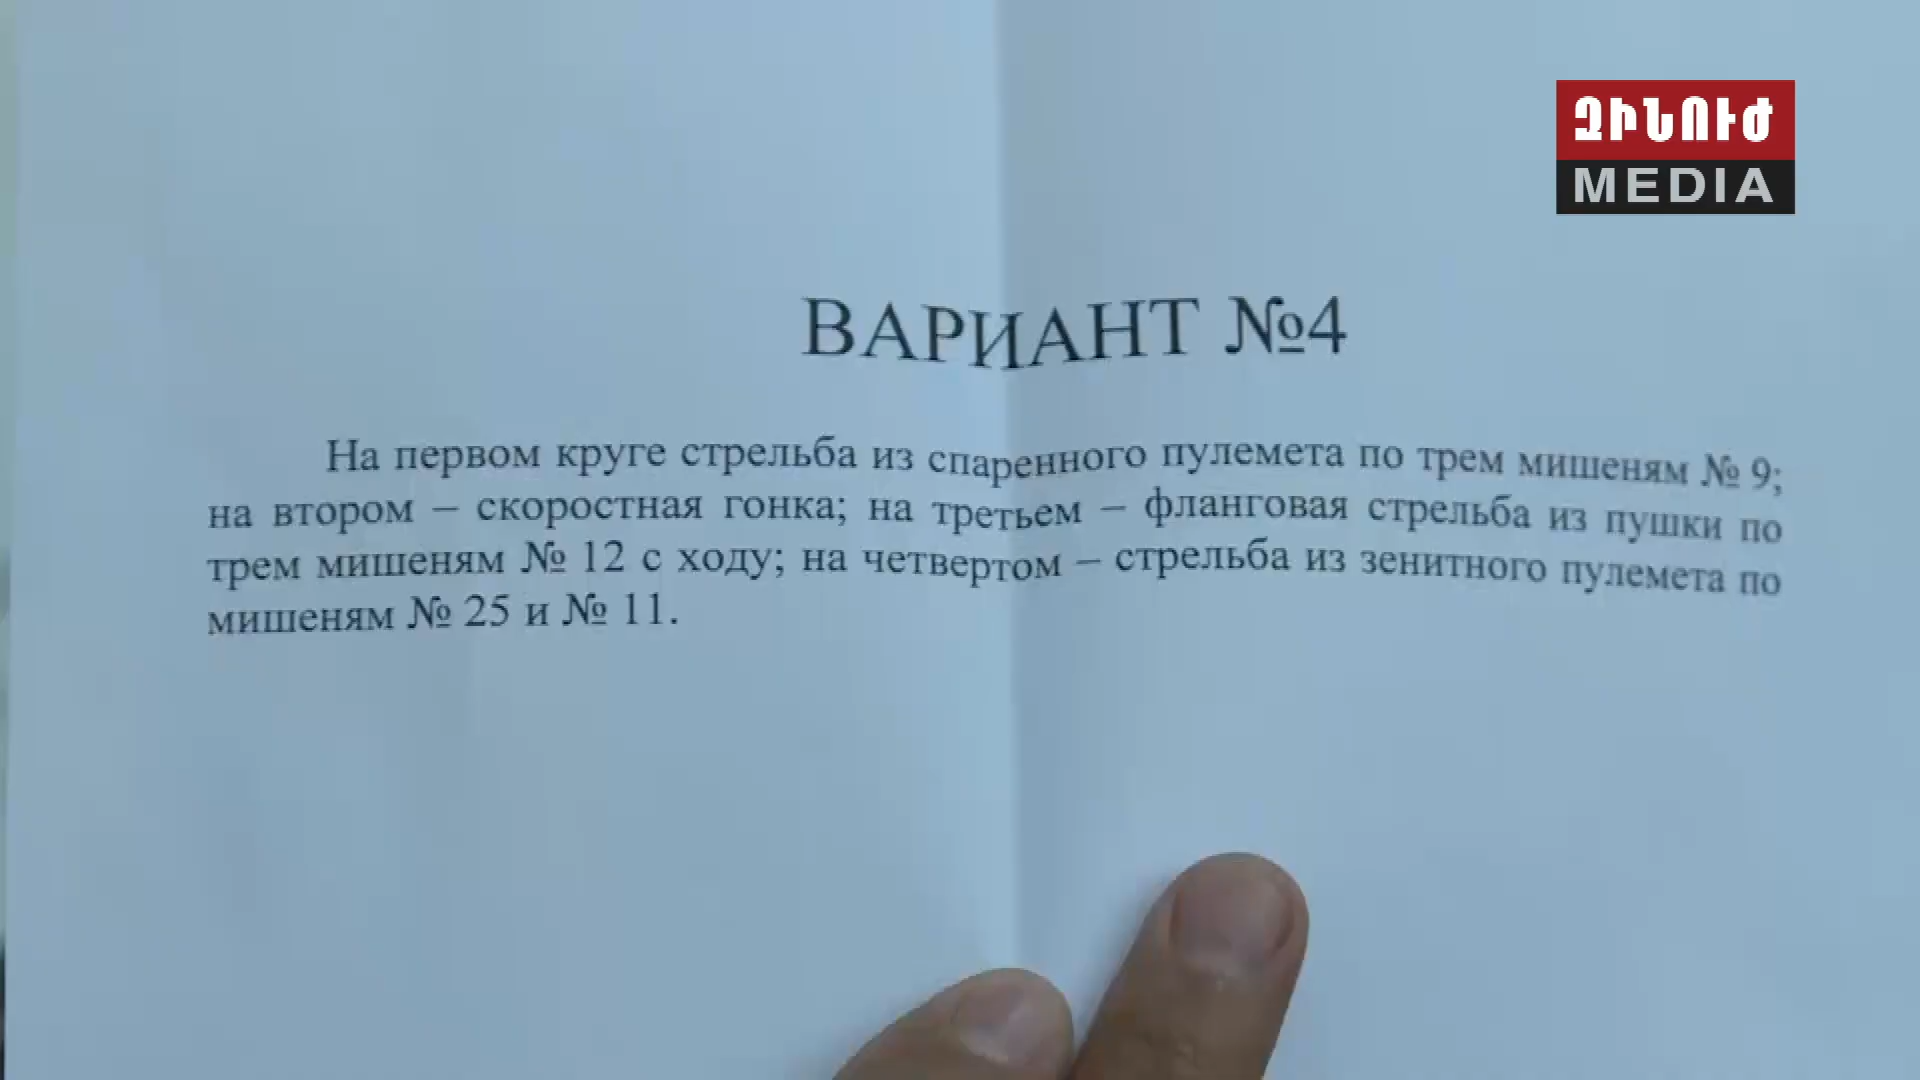 ՁԻՆՈՒԺ
MEDIA
ВАРИАНТ №4
На первом круге стрельба из спаренного пулемета по трем мишеням № 9;
на втором – скоростная гонка; на третьем – фланговая стрельба из пушки по
трем мишеням № 12 с ходу; на четвертом – стрельба из зенитного пулемета по
мишеням № 25 и № 11.